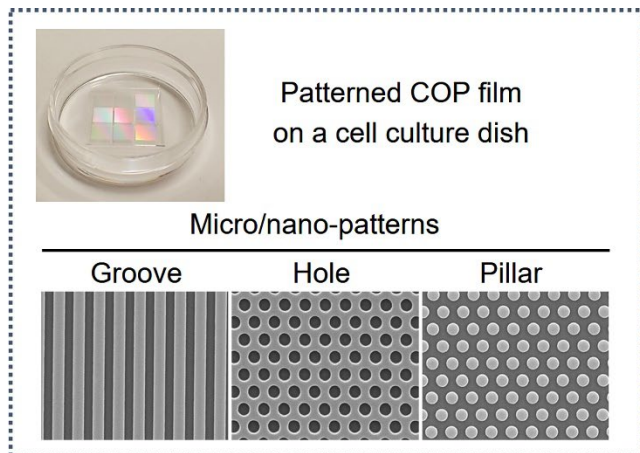 Patterned COP film
on a cell culture dish
Micro/nano-patterns
Groove
Hole
Pillar